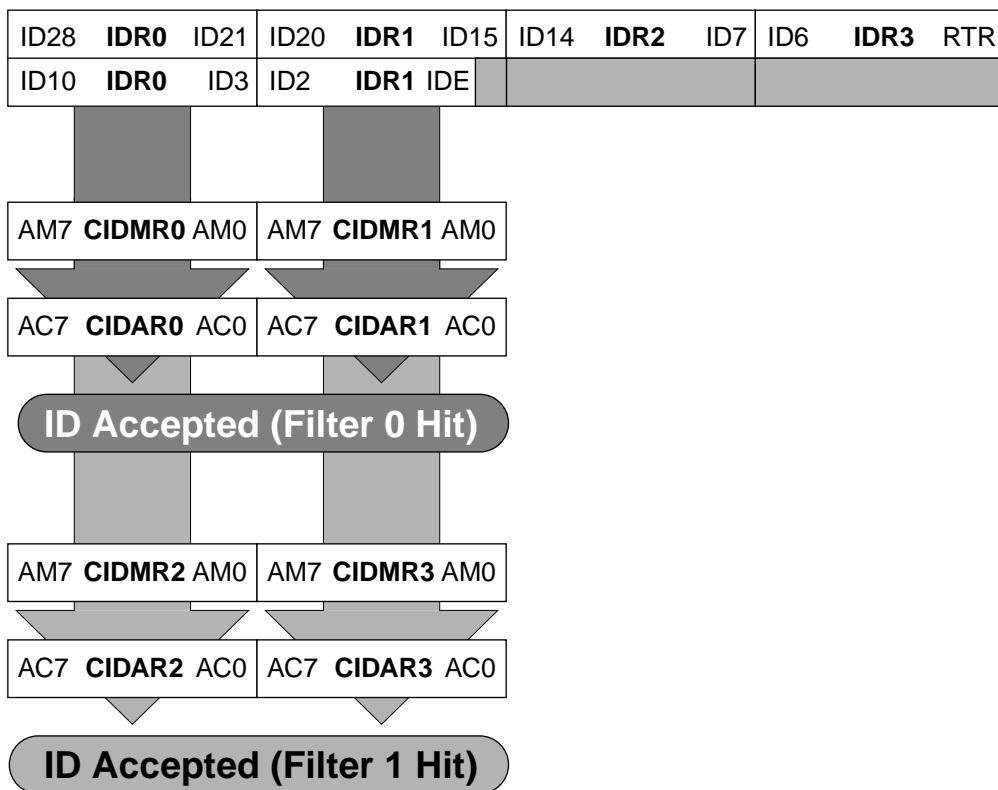 ID28 IDR0 ID21 ID20 IDR1 ID15 ID14 IDR2 ID7 ID6 IDR3 RTR
ID10 IDR0 ID3 ID2 IDR1 IDE
AM7 CIDMR0 AM0 AM7 CIDMR1 AM0
AC7 CIDAR0 AC0 AC7 CIDAR1 AC0
ID Accepted (Filter 0 Hit)
AM7 CIDMR2 AM0 AM7 CIDMR3 AM0
AC7 CIDAR2 AC0 AC7 CIDAR3 AC0
ID Accepted (Filter 1 Hit)